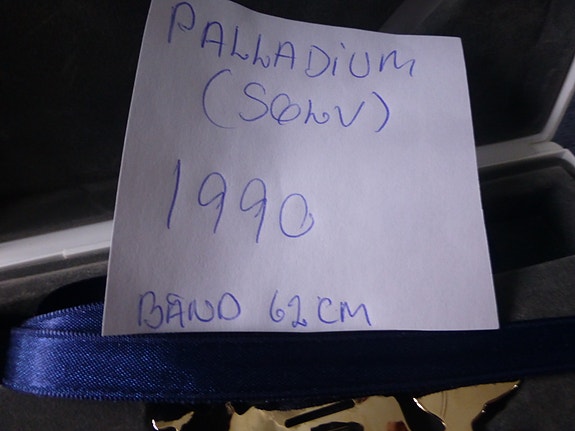 PALLADiUM
(SOLV)
1990
BAND 62 CM